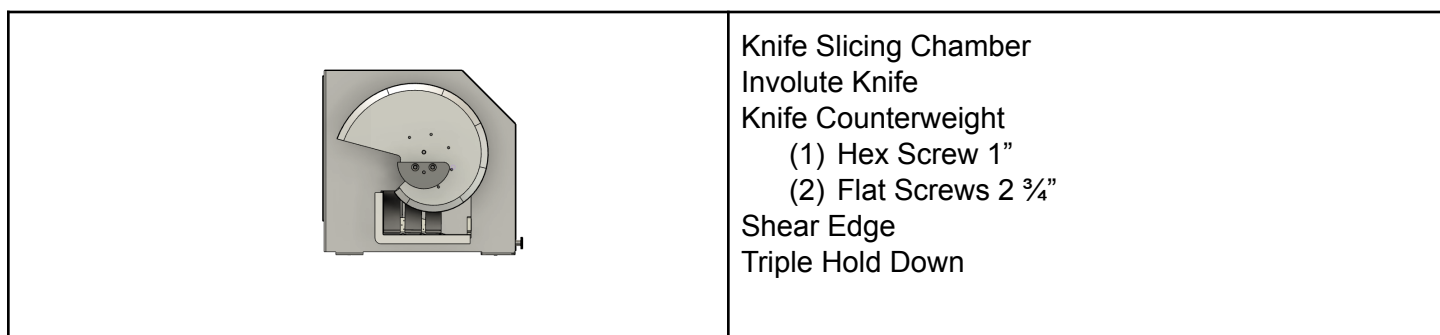 Knife Slicing Chamber
Involute Knife
Knife Counterweight
(1) Hex Screw 1”
(2) Flat Screws 2 ¾”
Shear Edge
Triple Hold Down